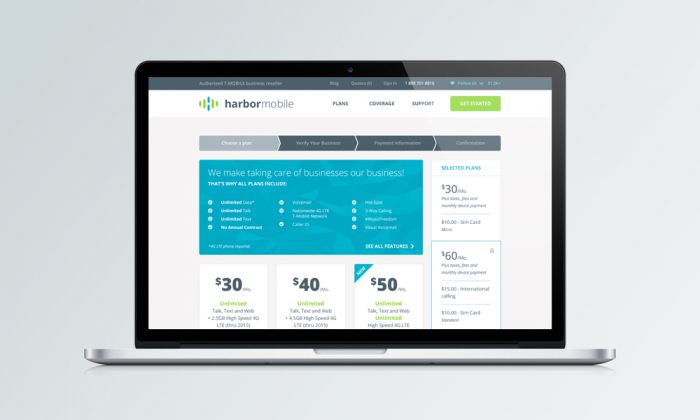 Authorized T-MOBILE business reseller
Blog
Quotes (0)
Sign In
1 888 701 8815
Follow Us
$1.2k+
harbormobile
PLANS
COVERAGE
SUPPORT
GET STARTED
Choose a plan
Verify Your Business
Payment information
Confirmation
We make taking care of businesses our business!
THAT'S WHY ALL PLANS INCLUDE:
Unlimited Data*
Unlimited Talk
Unlimited Text
No Annual Contract
Voicemail
Nationwide 4G LTE
T-Mobile Network
Caller ID
Hot Spot
3-Way Calling
#MusicFreedom
Visual Voicemail
*4G LTE phone required
SEE ALL FEATURES
$30/Mo.
Unlimited
Talk, Text and Web
+ 2.5GB High Speed 4G
LTE (thru 2015)
$40/Mo.
Unlimited
Talk, Text and Web
+ 4.5GB High Speed 4G
LTE (thru 2015)
NEW
$50/Mo.
Unlimited
Talk, Text and Web
Unlimited
High Speed 4G LTE
SELECTED PLANS
$30/Mo.
Plus taxes, fees and
monthly device payment
$10.00 - Sim Card
Micro
$60/Mo.
Plus taxes, fees and
monthly device payment
$15.00 - International
calling
$10.00 - Sim Card
Standard